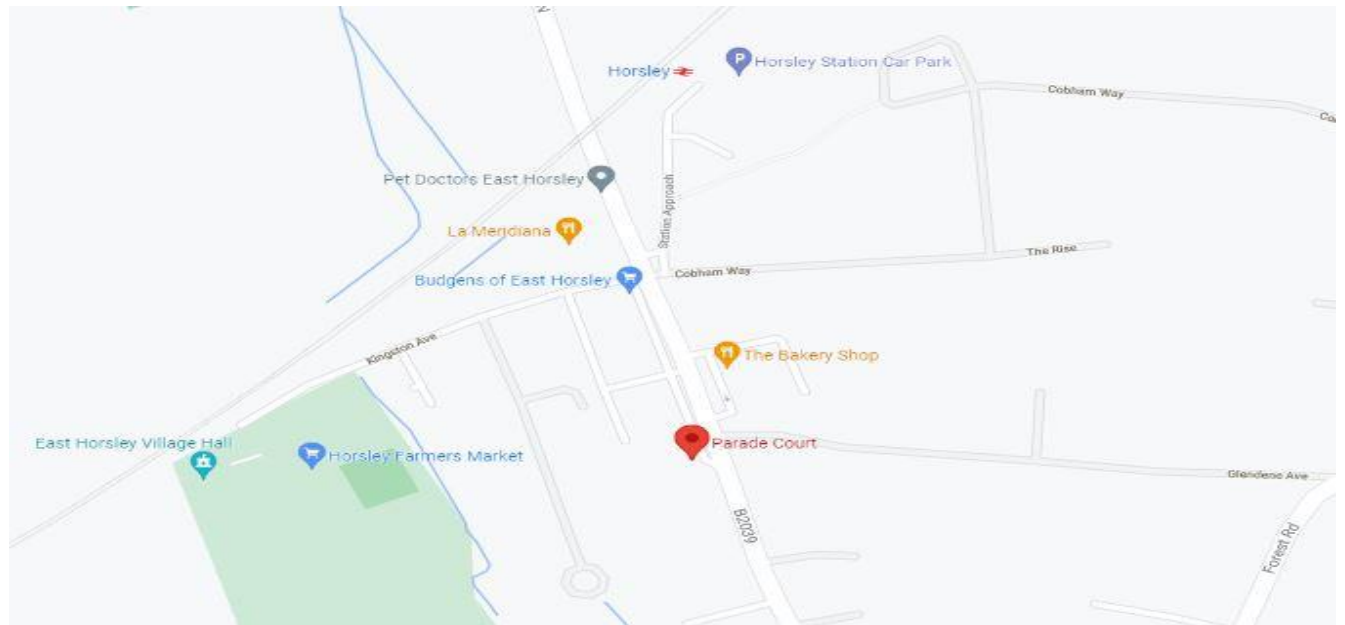 Horsley
P Horsley Station Car Park
Cobham Way
Pet Doctors East Horsley
Station Approach
La Meridiana
The Rise
Cobham Way
Budgens of East Horsley
Kingston Ave
The Bakery Shop
East Horsley Village Hall
Horsley Farmers Market
Parade Court
Glendene Ave
B2039
Forest Rd